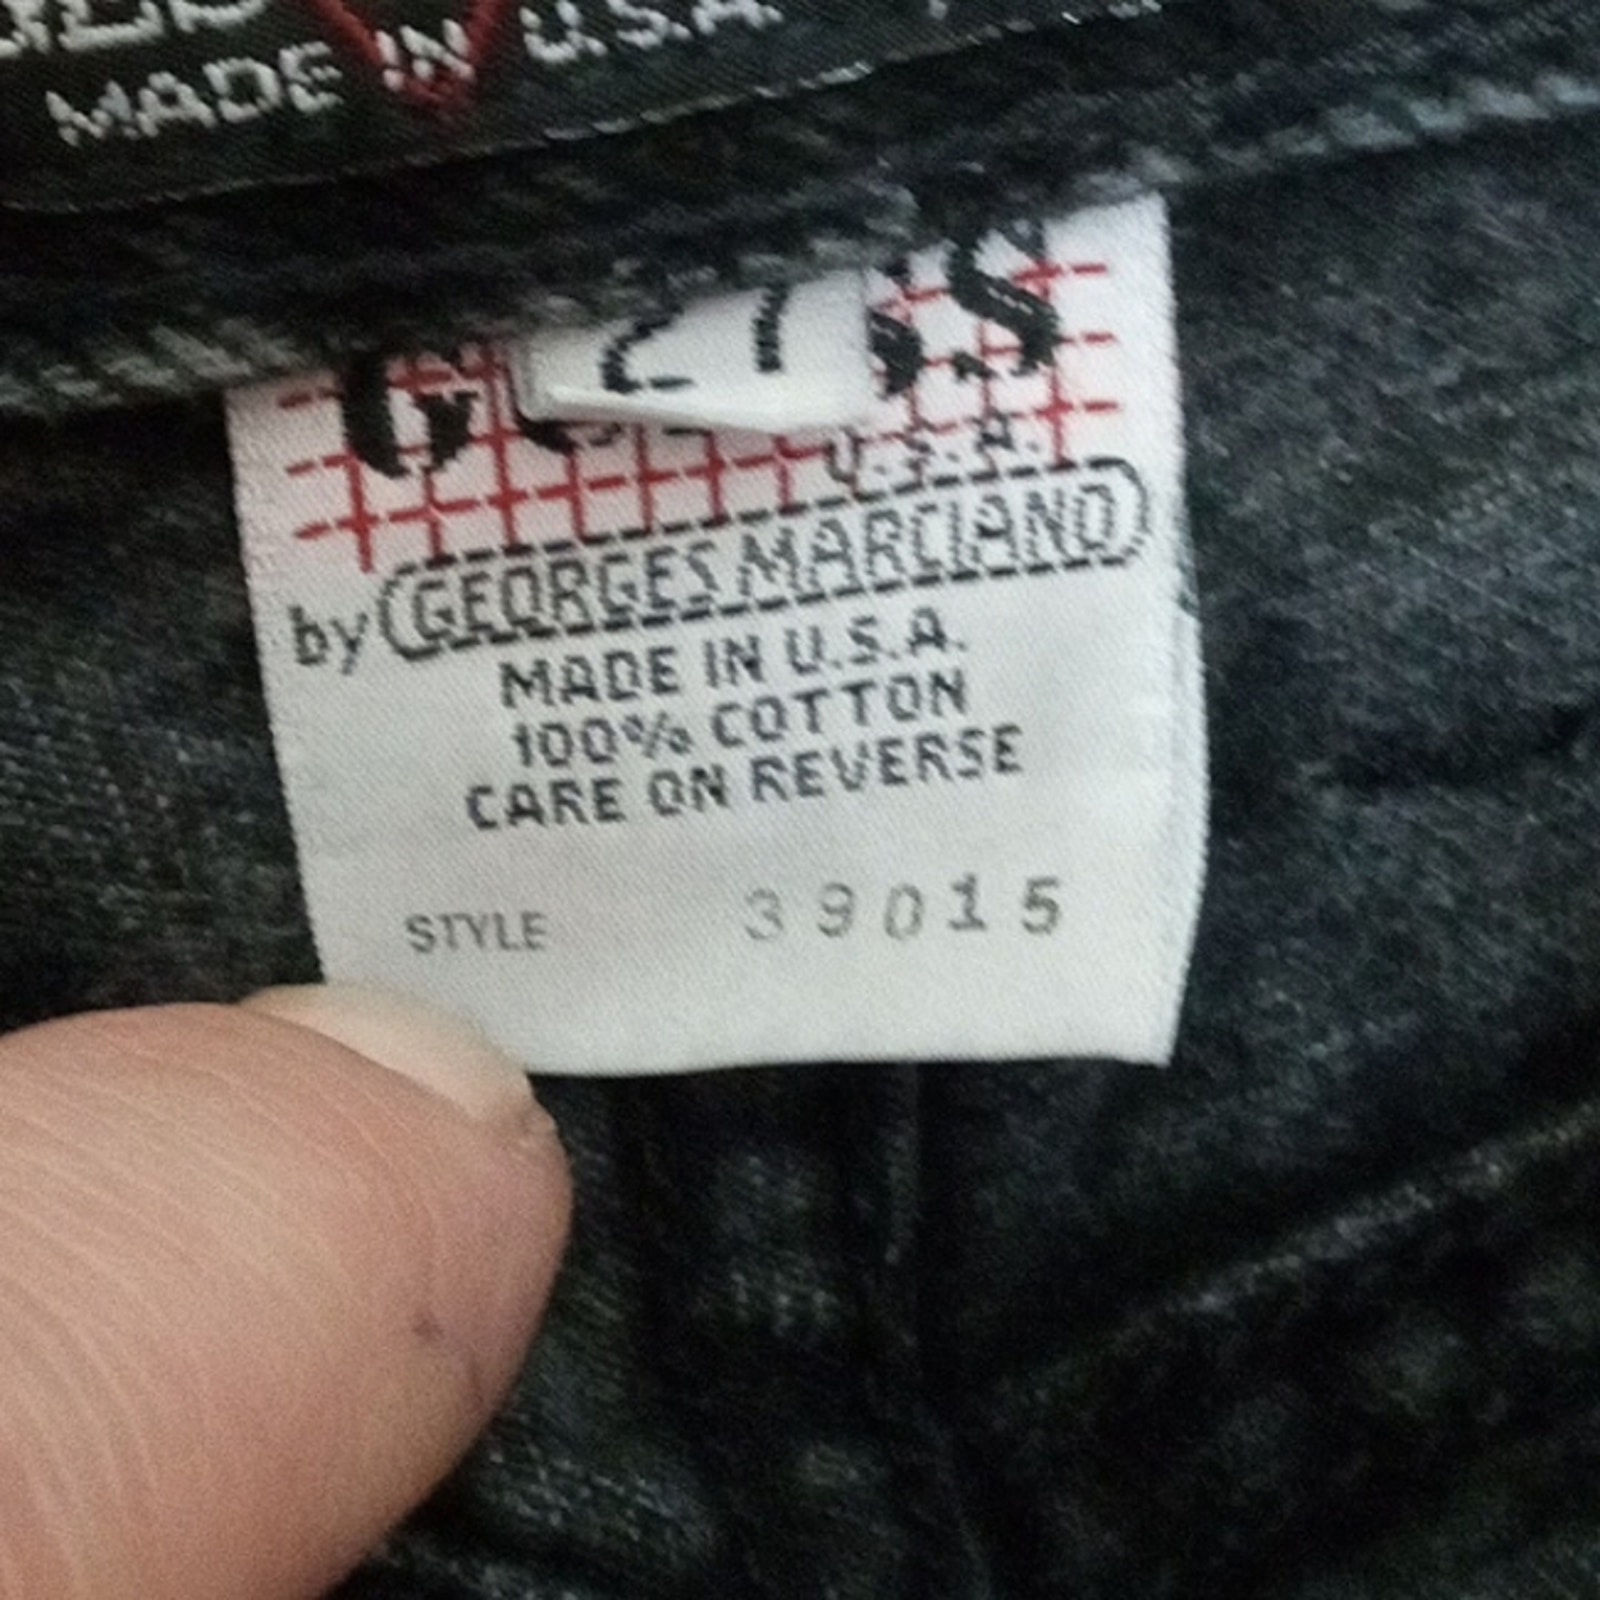 MADE IN U.S.A.
27
U.S.A.
by GEORGES MARCIANO
MADE IN U.S.A.
100% COTTON
CARE ON REVERSE
STYLE 39015